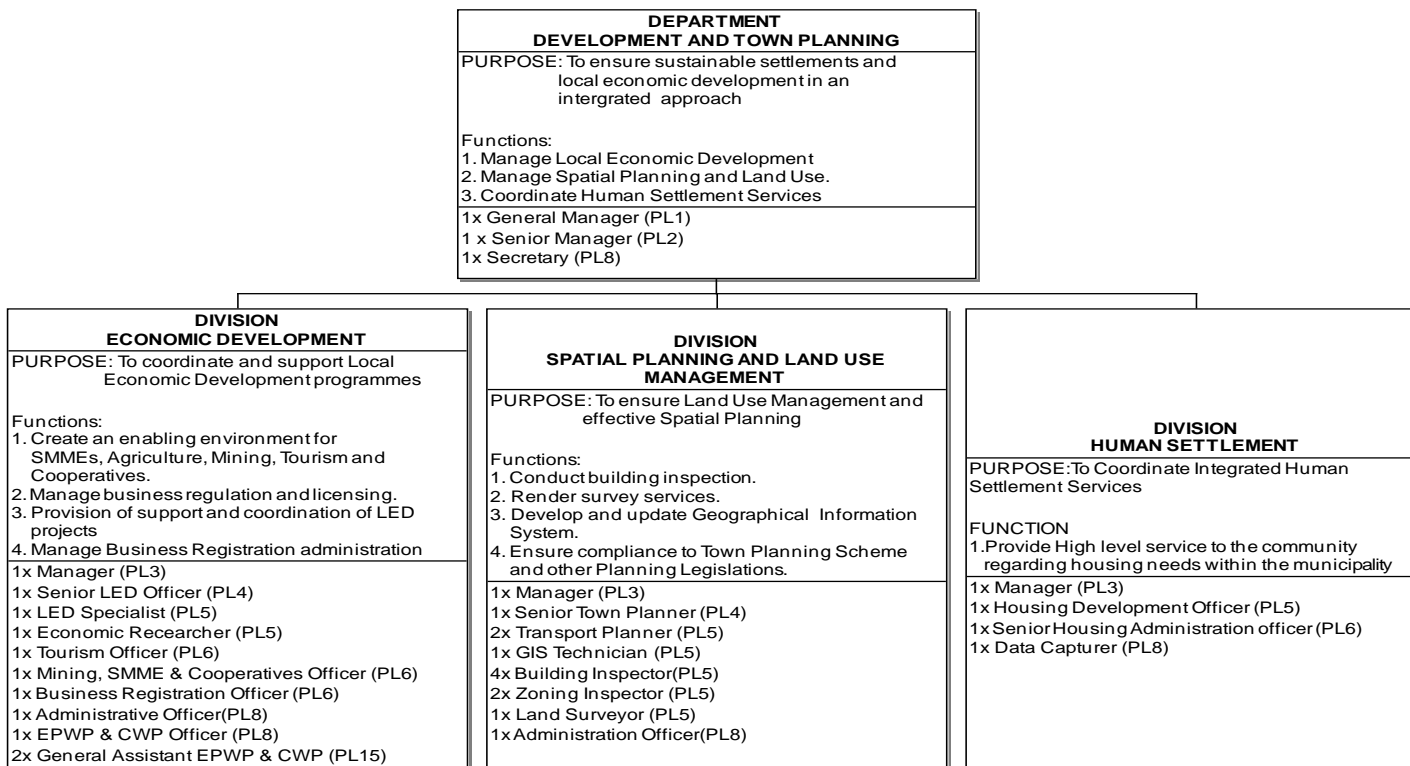 DEPARTMENT
DEVELOPMENT AND TOWN PLANNING
PURPOSE: To ensure sustainable settlements and
local economic development in an
intergrated approach
Functions:
1. Manage Local Economic Development
2. Manage Spatial Planning and Land Use.
3. Coordinate Human Settlement Services
1x General Manager (PL1)
1 x Senior Manager (PL2)
1x Secretary (PL8)
DIVISION
ECONOMIC DEVELOPMENT
PURPOSE: To coordinate and support Local
Economic Development programmes
Functions:
1. Create an enabling environment for
SMMEs, Agriculture, Mining, Tourism and
Cooperatives.
2. Manage business regulation and licensing.
3. Provision of support and coordination of LED
projects
4. Manage Business Registration administration
1x Manager (PL3)
1x Senior LED Officer (PL4)
1x LED Specialist (PL5)
1x Economic Recearcher (PL5)
1x Tourism Officer (PL6)
1x Mining, SMME & Cooperatives Officer (PL6)
1x Business Registration Officer (PL6)
1x Administrative Officer(PL8)
1x EPWP & CWP Officer (PL8)
2x General Assistant EPWP & CWP (PL15)
DIVISION
SPATIAL PLANNING AND LAND USE
MANAGEMENT
PURPOSE: To ensure Land Use Management and
effective Spatial Planning
Functions:
1. Conduct building inspection.
2. Render survey services.
3. Develop and update Geographical Information
System.
4. Ensure compliance to Town Planning Scheme
and other Planning Legislations.
1x Manager (PL3)
1x Senior Town Planner (PL4)
2x Transport Planner (PL5)
1x GIS Technician (PL5)
4x Building Inspector(PL5)
2x Zoning Inspector (PL5)
1x Land Surveyor (PL5)
1x Administration Officer(PL8)
DIVISION
HUMAN SETTLEMENT
PURPOSE:To Coordinate Integrated Human
Settlement Services
FUNCTION
1.Provide High level service to the community
regarding housing needs within the municipality
1x Manager (PL3)
1x Housing Development Officer (PL5)
1x Senior Housing Administration officer (PL6)
1x Data Capturer (PL8)